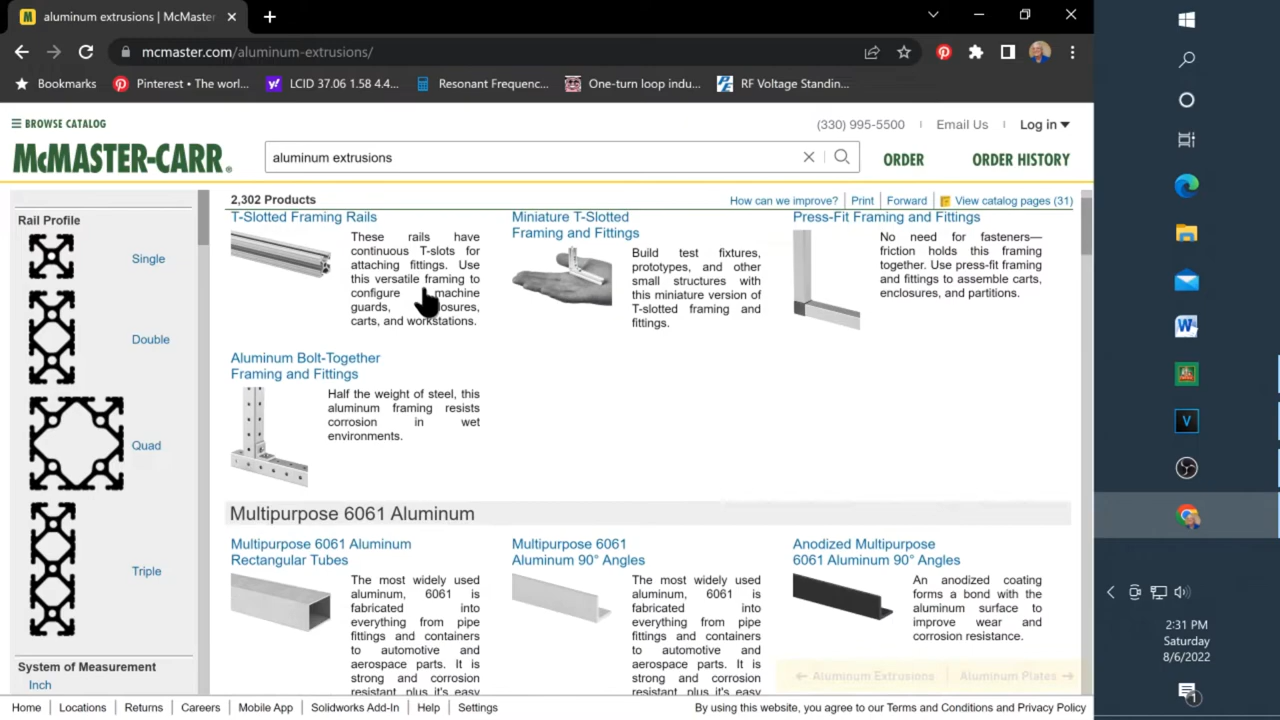 aluminum extrusions | McMaster
mcmaster.com/aluminum-extrusions/
Bookmarks
Pinterest • The worl...
LCID 37.06 1.58 4.4...
Resonant Frequenc...
One-turn loop indu...
RF Voltage Standin...
BROWSE CATALOG
(330) 995-5500
Email Us
Log in
McMASTER-CARR®
aluminum extrusions
ORDER
ORDER HISTORY
2,302 Products
How can we improve?
Print
Forward
View catalog pages (31)
Rail Profile
Single
Double
Quad
Triple
System of Measurement
Inch
T-Slotted Framing Rails
These rails have
continuous T-slots for
attaching fittings. Use
this versatile framing to
configure machine
guards, osures,
carts, and workstations.
Miniature T-Slotted
Framing and Fittings
Build test fixtures,
prototypes, and other
small structures with
this miniature version of
T-slotted framing and
fittings.
Press-Fit Framing and Fittings
No need for fasteners—
friction holds this framing
together. Use press-fit framing
and fittings to assemble carts,
enclosures, and partitions.
Aluminum Bolt-Together
Framing and Fittings
Half the weight of steel, this
aluminum framing resists
corrosion in wet
environments.
Multipurpose 6061 Aluminum
Multipurpose 6061 Aluminum
Rectangular Tubes
The most widely used
aluminum, 6061 is
fabricated into
everything from pipe
fittings and containers
to automotive and
aerospace parts. It is
strong and corrosion
resistant, plus it's easy
Multipurpose 6061
Aluminum 90° Angles
The most widely used
aluminum, 6061 is
fabricated into
everything from pipe
fittings and containers
to automotive and
aerospace parts. It is
strong and corrosion
resistant, plus it's easy
Anodized Multipurpose
6061 Aluminum 90° Angles
An anodized coating
forms a bond with the
aluminum surface to
improve wear and
corrosion resistance.
← Aluminum Extrusions
Aluminum Plates →
Home
Locations
Returns
Careers
Mobile App
Solidworks Add-In
Help
Settings
By using this website, you agree to our Terms and Conditions and Privacy Policy
2:31 PM
Saturday
8/6/2022
1